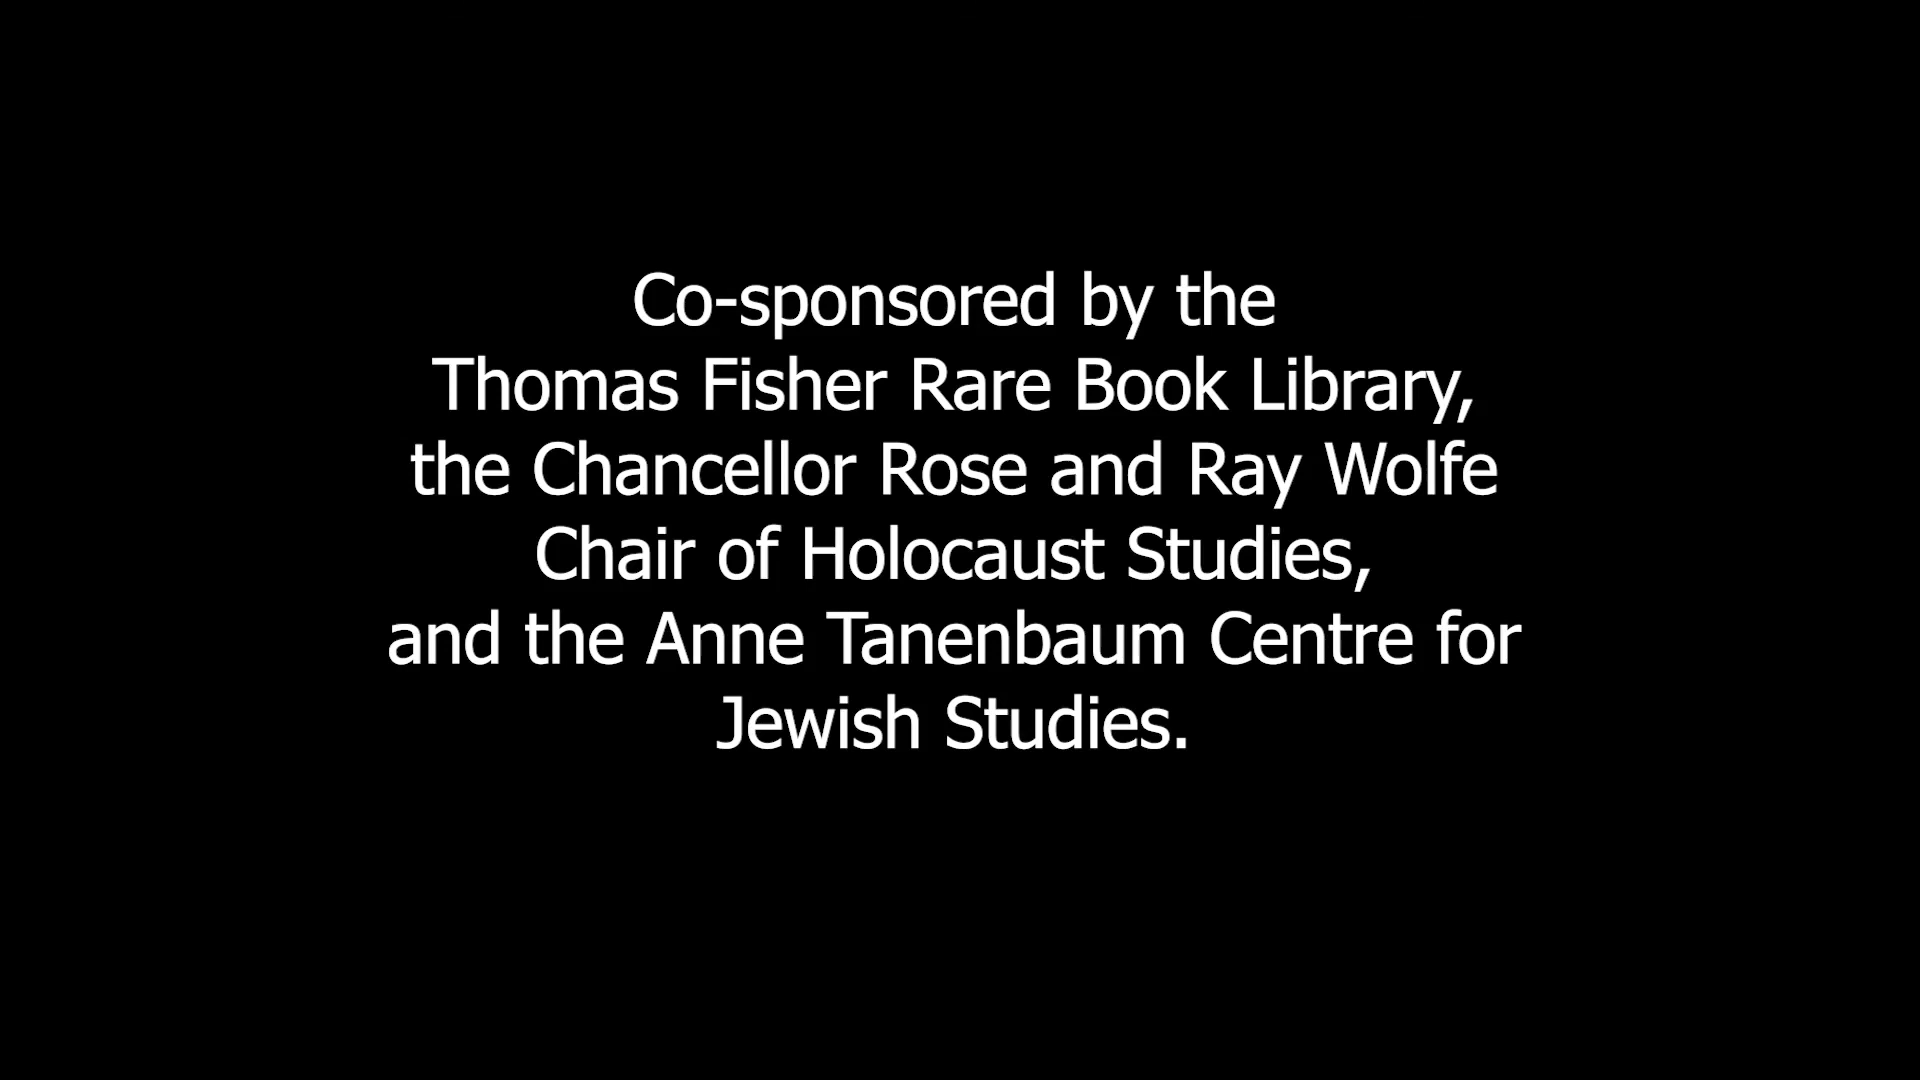 Co-sponsored by the
Thomas Fisher Rare Book Library,
the Chancellor Rose and Ray Wolfe
Chair of Holocaust Studies,
and the Anne Tanenbaum Centre for
Jewish Studies.